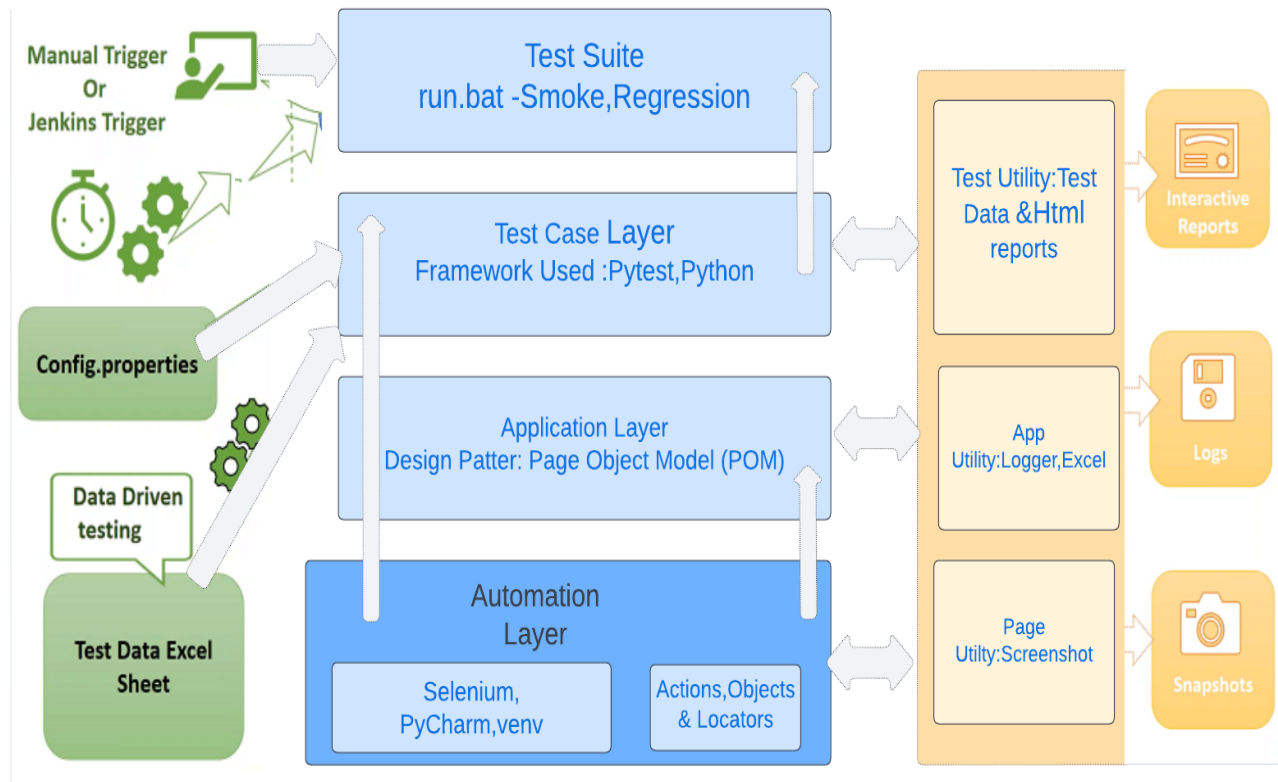 Manual Trigger
Or
Jenkins Trigger
Test Suite
run.bat -Smoke,Regression
Test Case Layer
Framework Used :Pytest,Python
Config.properties
Application Layer
Design Patter: Page Object Model (POM)
Data Driven
testing
Test Data Excel
Sheet
Automation
Layer
Selenium,
PyCharm,venv
Actions,Objects
& Locators
Test Utility:Test
Data &Html
reports
App
Utility:Logger,Excel
Page
Utilty:Screenshot
Interactive
Reports
Logs
Snapshots